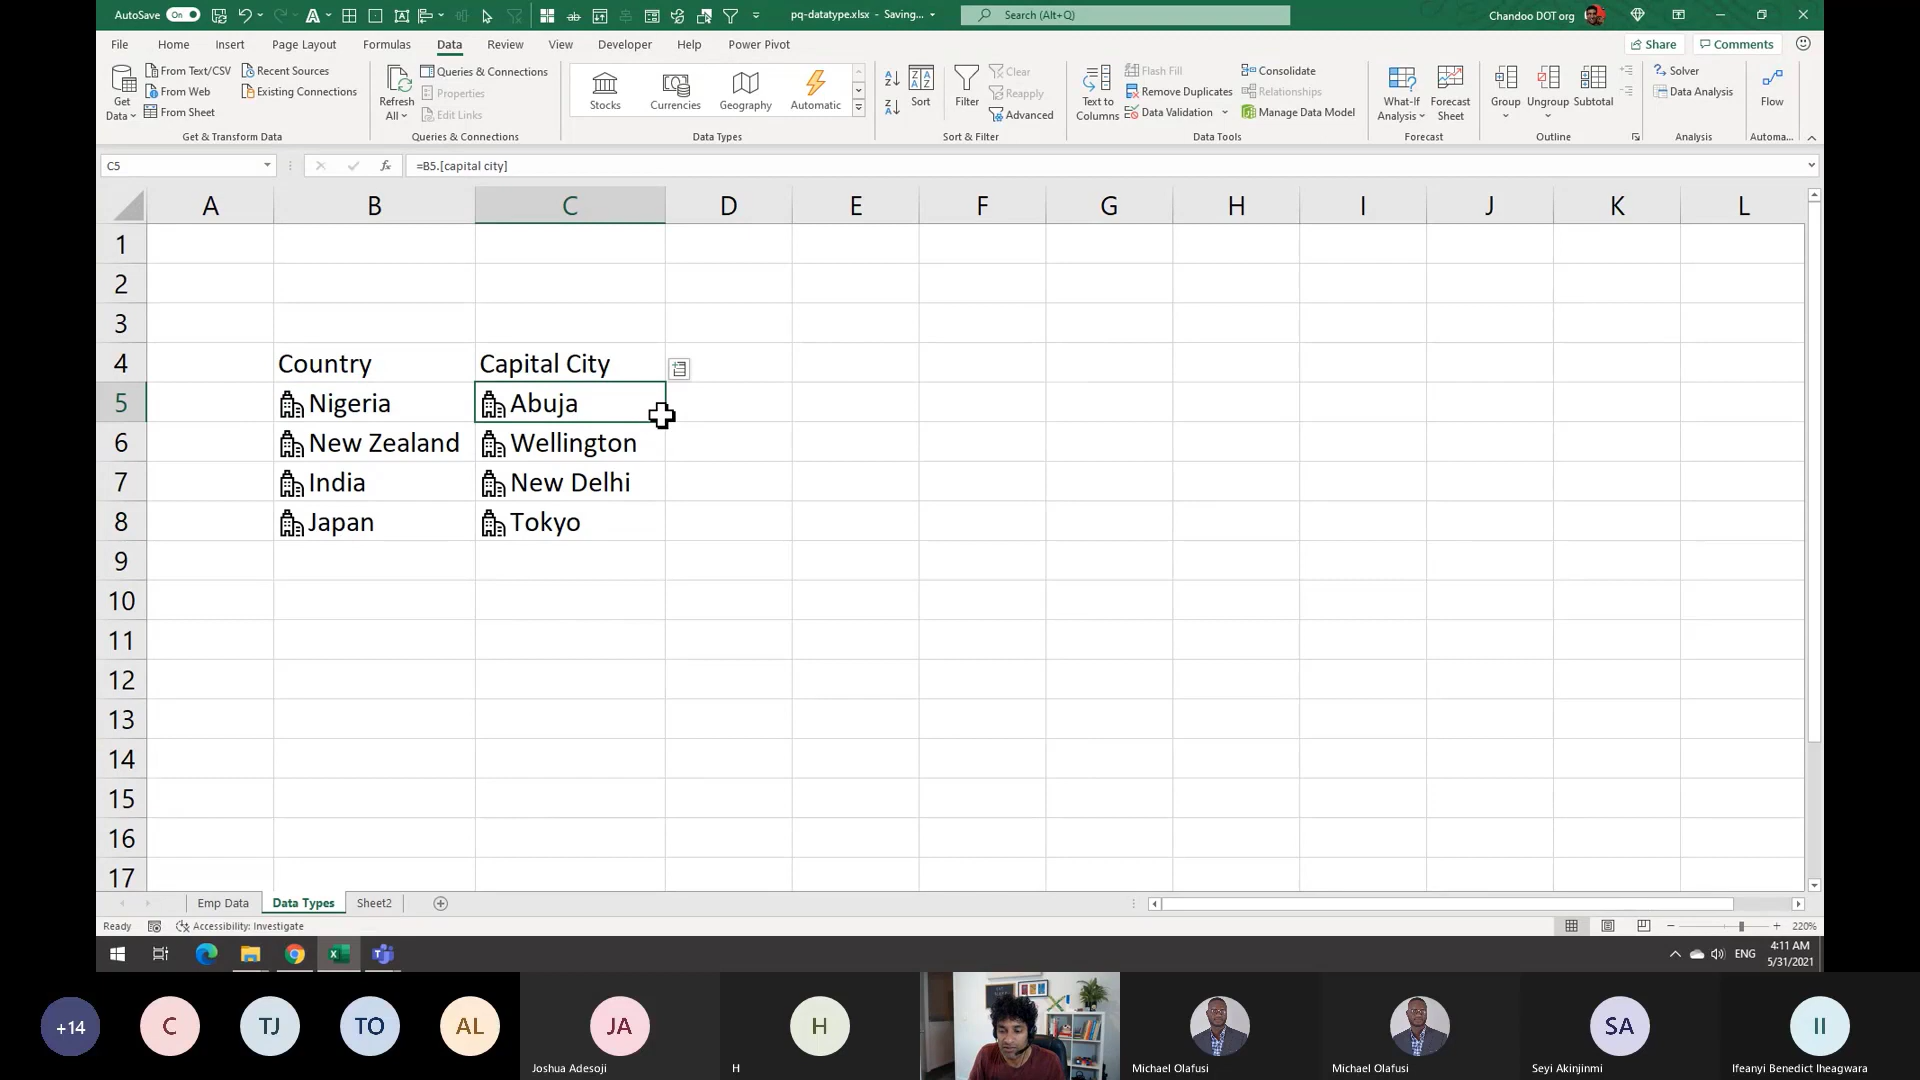 AutoSave On pq-datatype.xlsx - Saving... Search (Alt+Q) Chandoo DOT org
File Home Insert Page Layout Formulas Data Review View Developer Help Power Pivot Share Comments
Get Data
From Text/CSV
From Web
From Sheet
Recent Sources
Existing Connections
Get & Transform Data
Refresh All
Queries & Connections
Properties
Edit Links
Queries & Connections
Stocks Currencies Geography Automatic
Data Types
Sort
Filter
Clear
Reapply
Advanced
Sort & Filter
Text to Columns
Flash Fill
Remove Duplicates
Data Validation
Consolidate
Relationships
Manage Data Model
Data Tools
What-If Analysis
Forecast Sheet
Forecast
Group Ungroup Subtotal
Outline
Solver
Data Analysis
Analysis
Flow
Automa...
C5 fx =B5.[capital city]
A B C D E F G H I J K L
1
2
3
4 Country Capital City
5 Nigeria Abuja
6 New Zealand Wellington
7 India New Delhi
8 Japan Tokyo
9
10
11
12
13
14
15
16
17
Emp Data Data Types Sheet2
Ready Accessibility: Investigate 220%
ENG 4:11 AM
5/31/2021
+14 C TJ TO AL JA H SA II
Joshua Adesoji H Michael Olafusi Michael Olafusi Seyi Akinjinmi Ifeanyi Benedict Iheagwara